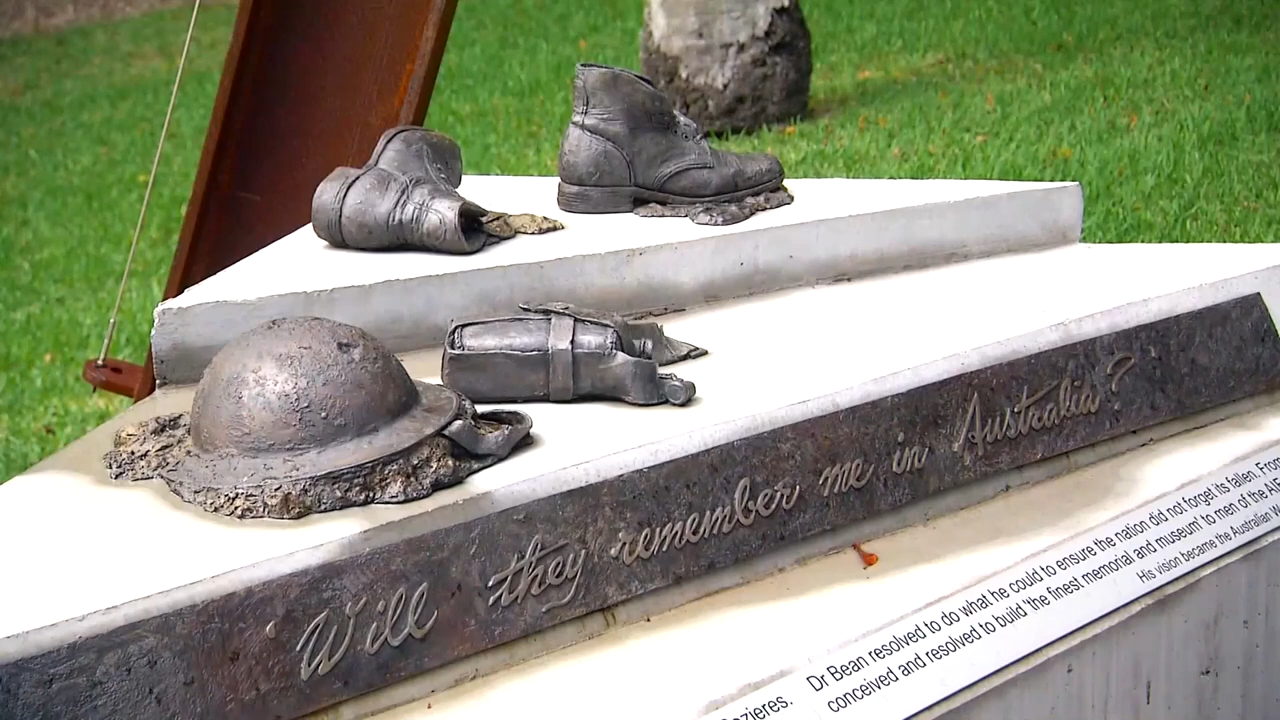 'Will they remember me in Australia?
ozieres.
Dr Bean resolved to do what he could to ensure the nation did not forget its fallen. From
conceived and resolved to build 'the finest memorial and museum' to men of the AIF
His vision became the Australian W